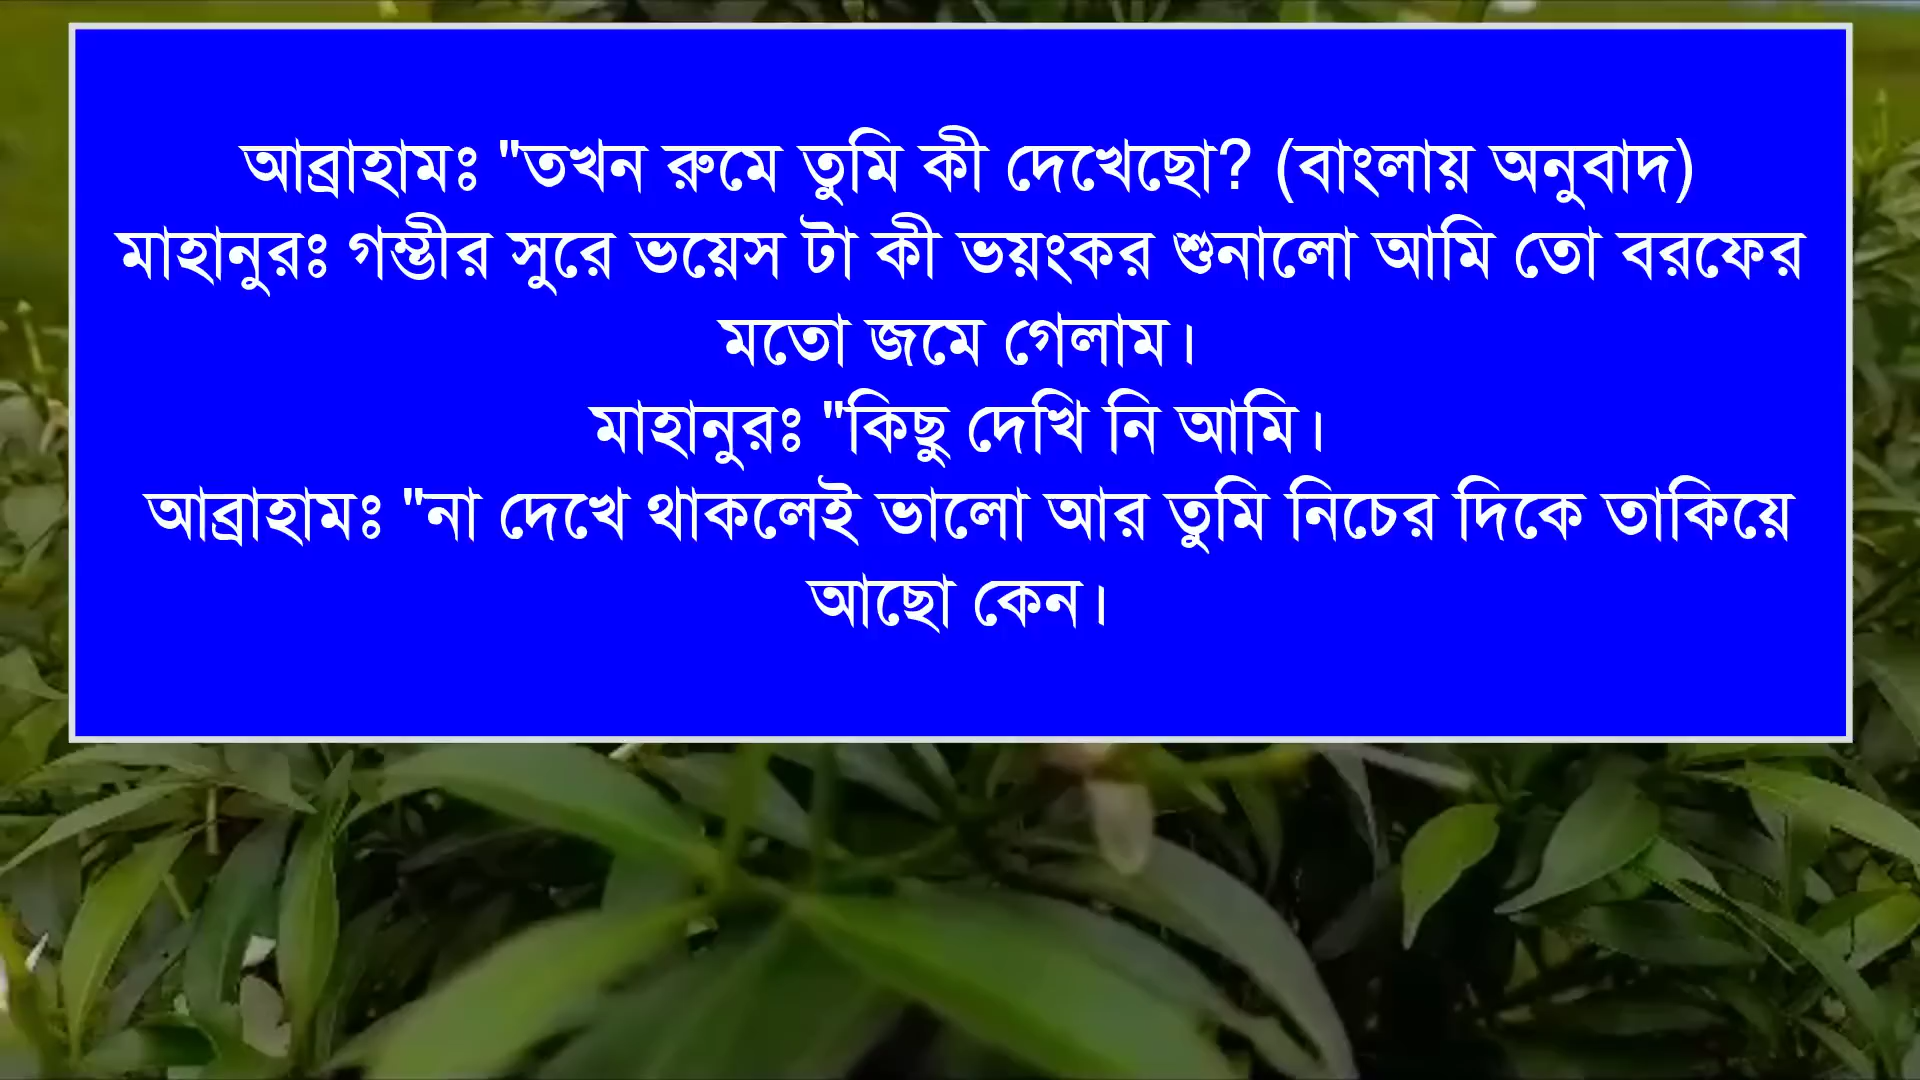 আব্রাহামঃ "তখন রুমে তুমি কী দেখেছো? (বাংলায় অনুবাদ)
মাহানুরঃ গম্ভীর সুরে ভয়েস টা কী ভয়ংকর শুনালো আমি তো বরফের
মতো জমে গেলাম।
মাহানুরঃ "কিছু দেখি নি আমি।
আব্রাহামঃ "না দেখে থাকলেই ভালো আর তুমি নিচের দিকে তাকিয়ে
আছো কেন।